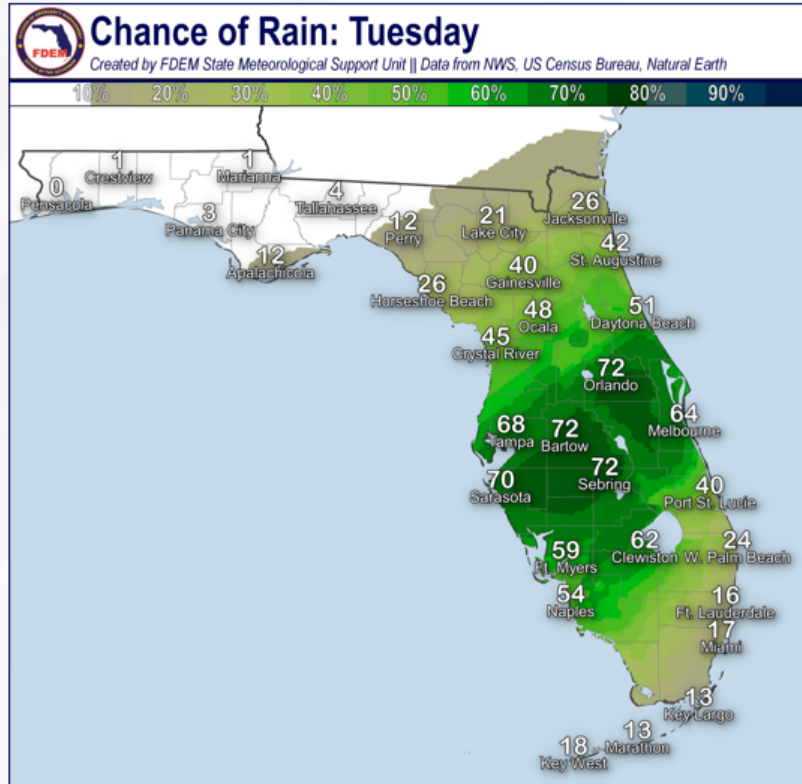 FDEM
Chance of Rain: Tuesday
Created by FDEM State Meteorological Support Unit || Data from NWS, US Census Bureau, Natural Earth
10% 20% 30% 40% 50% 60% 70% 80% 90%
0
Pensacola
1
Crestview
1
Marianna
3
Panama City
4
Tallahassee
12
Apalachicola
12
Perry
21
Lake City
26
Jacksonville
42
St. Augustine
40
Gainesville
26
Horseshoe Beach
48
Ocala
51
Daytona Beach
45
Crystal River
72
Orlando
64
Melbourne
68
Tampa
72
Bartow
72
Sebring
70
Sarasota
40
Port St. Lucie
59
Ft. Myers
62
Clewiston
24
W. Palm Beach
54
Naples
16
Ft. Lauderdale
17
Miami
13
Key Largo
13
Marathon
18
Key West